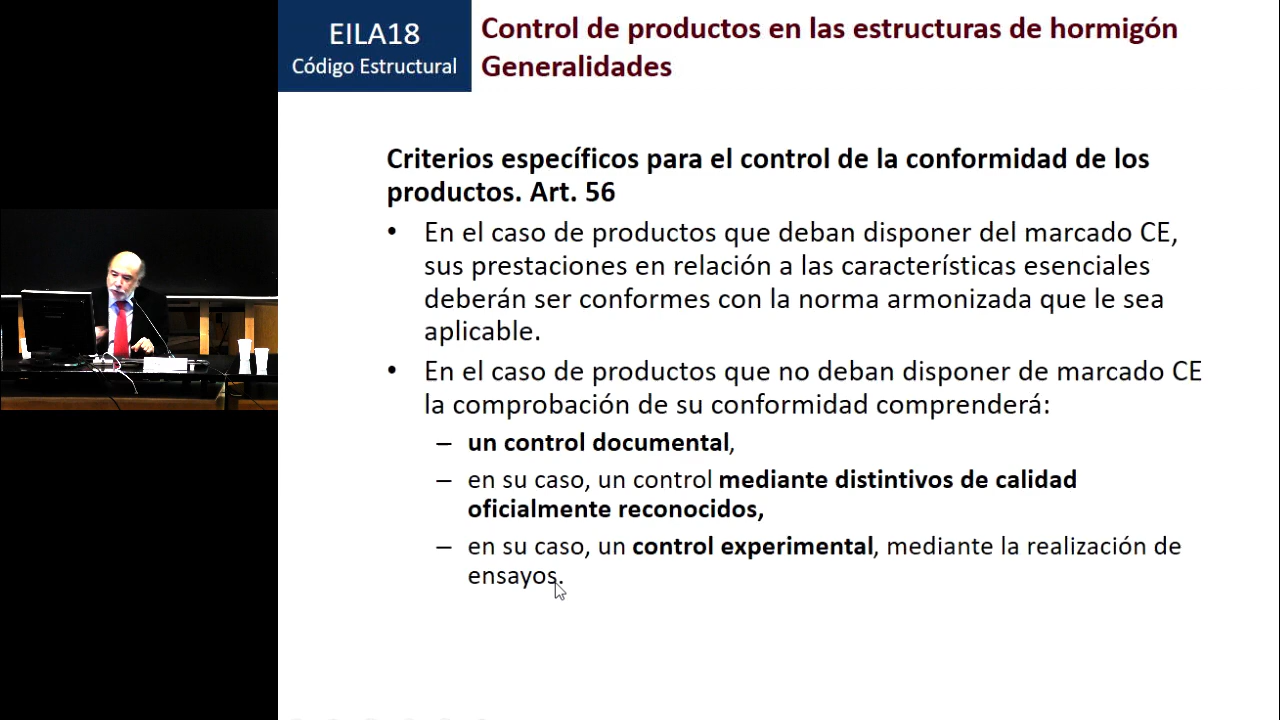 EILA18
Código Estructural
Control de productos en las estructuras de hormigón
Generalidades
Criterios específicos para el control de la conformidad de los
productos. Art. 56
• En el caso de productos que deban disponer del marcado CE,
sus prestaciones en relación a las características esenciales
deberán ser conformes con la norma armonizada que le sea
aplicable.
• En el caso de productos que no deban disponer de marcado CE
la comprobación de su conformidad comprenderá:
– un control documental,
– en su caso, un control mediante distintivos de calidad
oficialmente reconocidos,
– en su caso, un control experimental, mediante la realización de
ensayos.